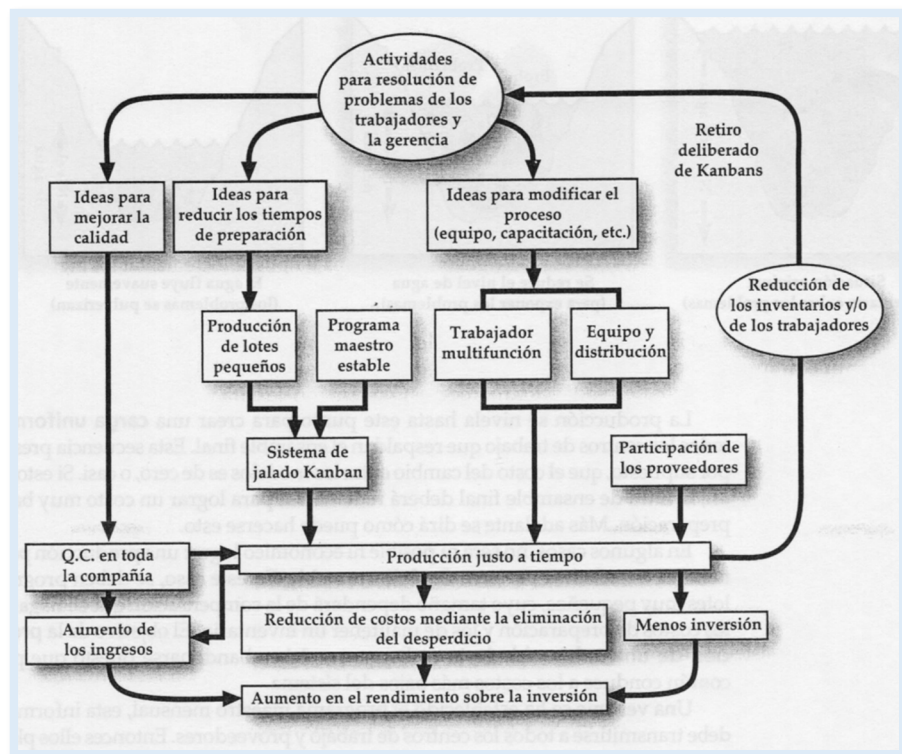 Actividades
para resolución de
problemas de los
trabajadores y
la gerencia
Retiro
deliberado
de Kanbans
Ideas para
mejorar la
calidad
Ideas para
reducir los tiempos
de preparación
Ideas para modificar el
proceso
(equipo, capacitación, etc.)
Reducción de
los inventarios y/o
de los trabajadores
Producción
de lotes
pequeños
Programa
maestro
estable
Trabajador
multifunción
Equipo y
distribución
Sistema de
jalado Kanban
Participación de
los proveedores
Q.C. en toda
la compañía
Producción justo a tiempo
Aumento de
los ingresos
Reducción de costos mediante la eliminación
del desperdicio
Menos inversión
Aumento en el rendimiento sobre la inversión